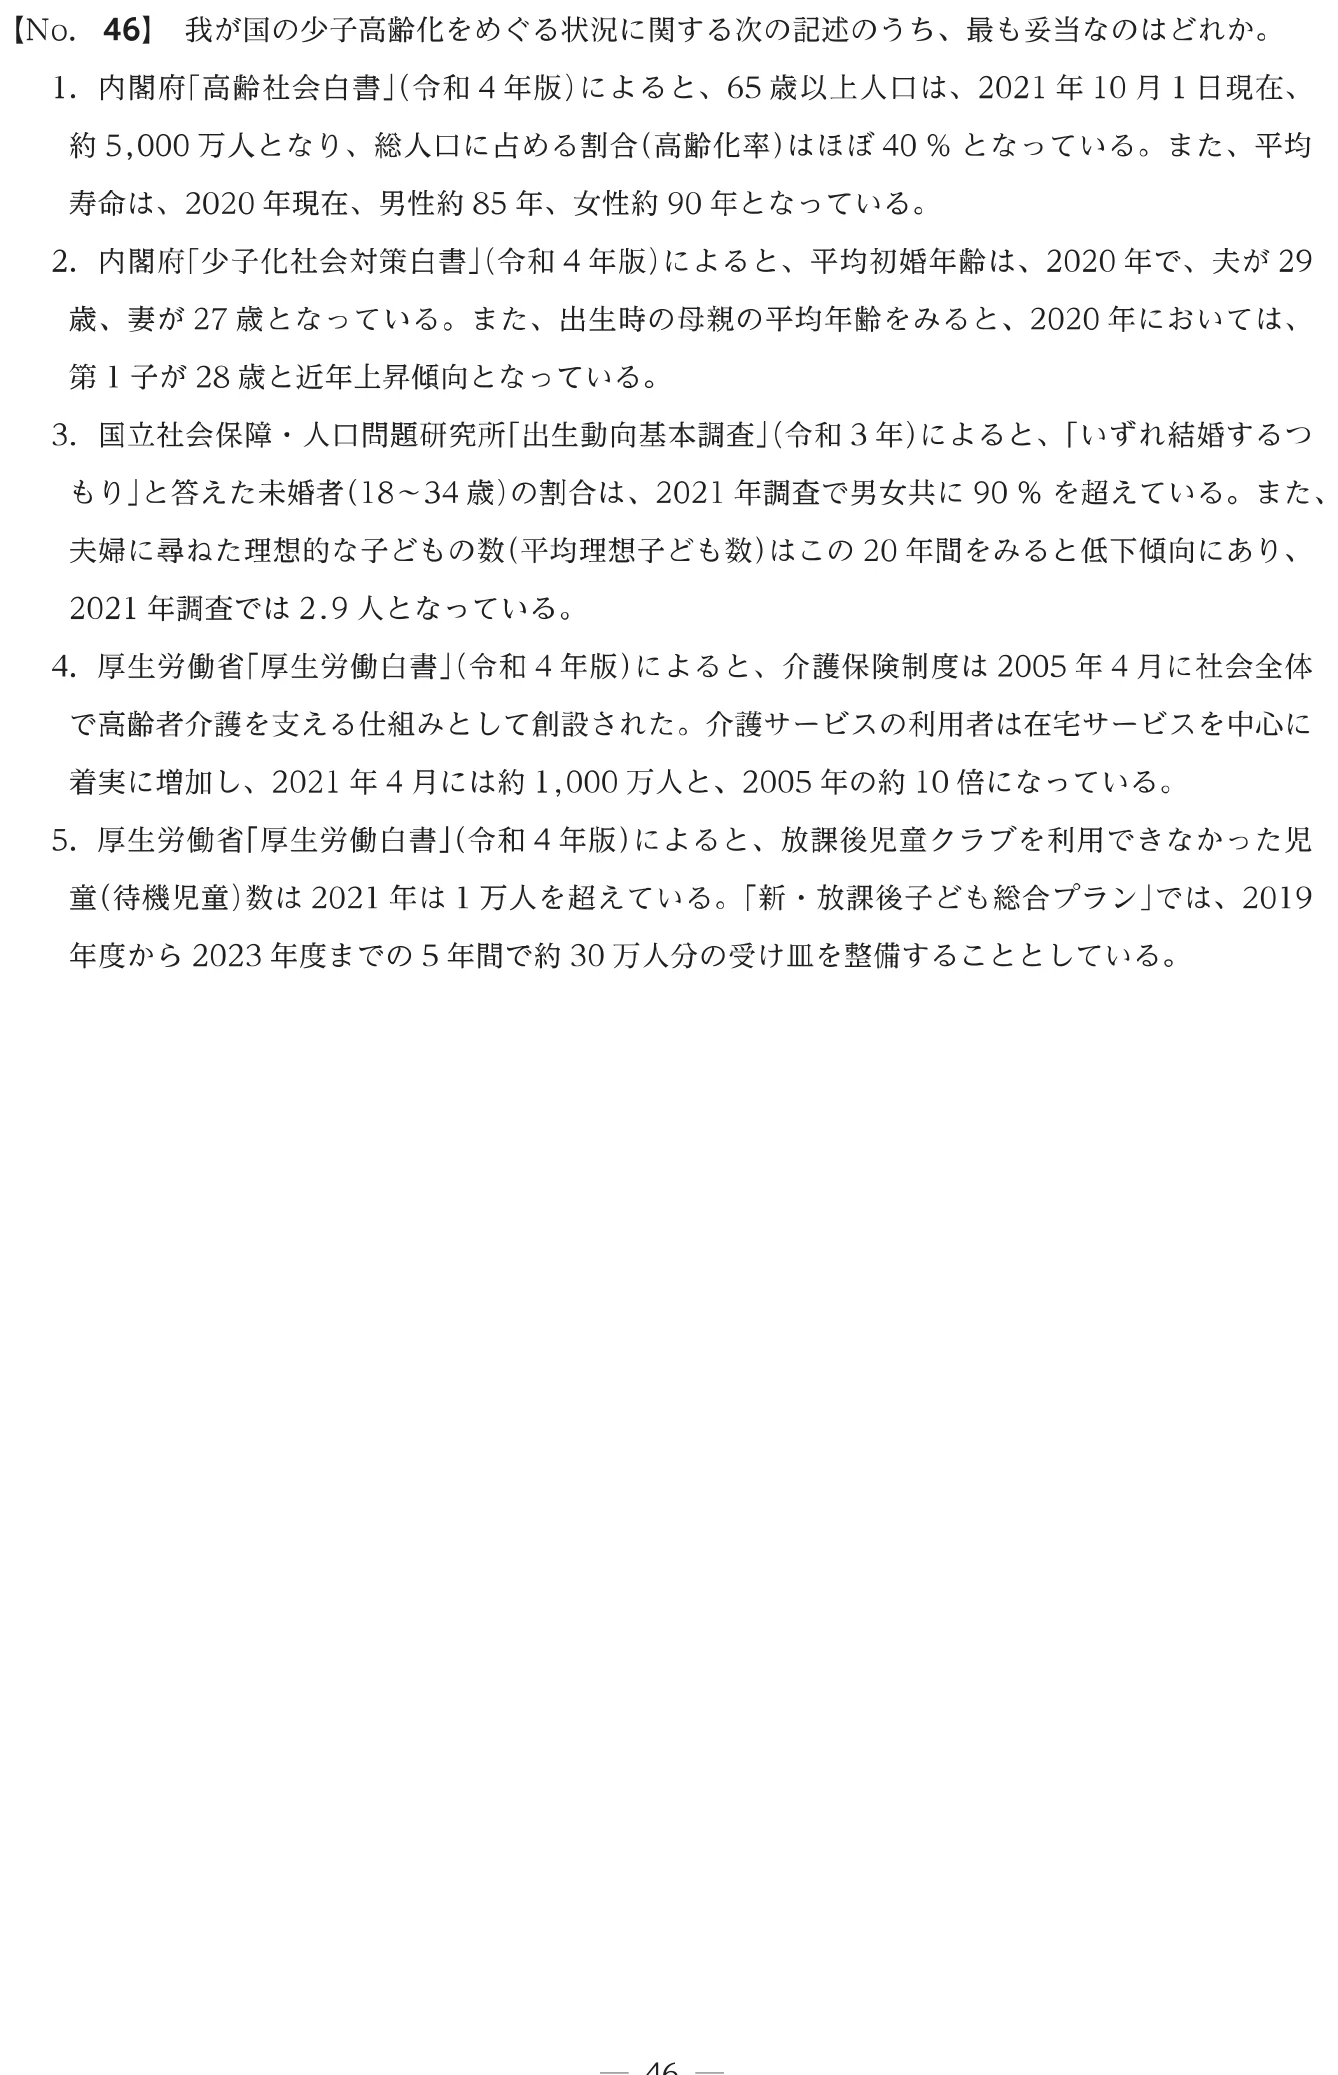 【No. 46】 我が国の少子高齢化をめぐる状況に関する次の記述のうち、最も妥当なのはどれか。
1. 内閣府「高齢社会白書」(令和4年版)によると、65歳以上人口は、2021年10月1日現在、
約5,000万人となり、総人口に占める割合(高齢化率)はほぼ40％となっている。また、平均
寿命は、2020年現在、男性約85年、女性約90年となっている。
2. 内閣府「少子化社会対策白書」(令和4年版)によると、平均初婚年齢は、2020年で、夫が29
歳、妻が27歳となっている。また、出生時の母親の平均年齢をみると、2020年においては、
第1子が28歳と近年上昇傾向となっている。
3. 国立社会保障・人口問題研究所「出生動向基本調査」(令和3年)によると、「いずれ結婚するつ
もり」と答えた未婚者(18～34歳)の割合は、2021年調査で男女共に90％を超えている。また、
夫婦に尋ねた理想的な子どもの数(平均理想子ども数)はこの20年間をみると低下傾向にあり、
2021年調査では2.9人となっている。
4. 厚生労働省「厚生労働白書」(令和4年版)によると、介護保険制度は2005年4月に社会全体
で高齢者介護を支える仕組みとして創設された。介護サービスの利用者は在宅サービスを中心に
着実に増加し、2021年4月には約1,000万人と、2005年の約10倍になっている。
5. 厚生労働省「厚生労働白書」(令和4年版)によると、放課後児童クラブを利用できなかった児
童(待機児童)数は2021年は1万人を超えている。「新・放課後子ども総合プラン」では、2019
年度から2023年度までの5年間で約30万人分の受け皿を整備することとしている。
— 46 —